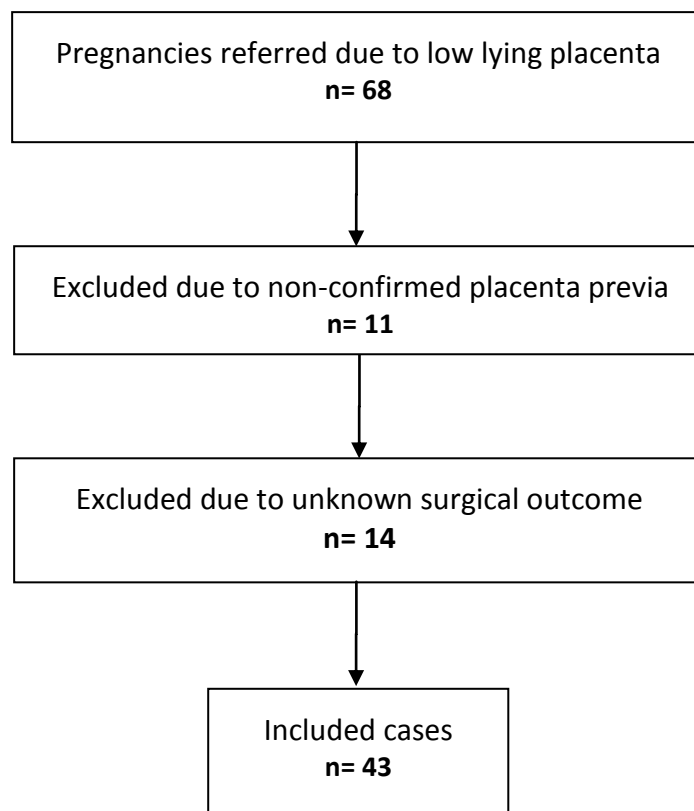 Pregnancies referred due to low lying placenta
n= 68
Excluded due to non-confirmed placenta previa
n= 11
Excluded due to unknown surgical outcome
n= 14
Included cases
n= 43